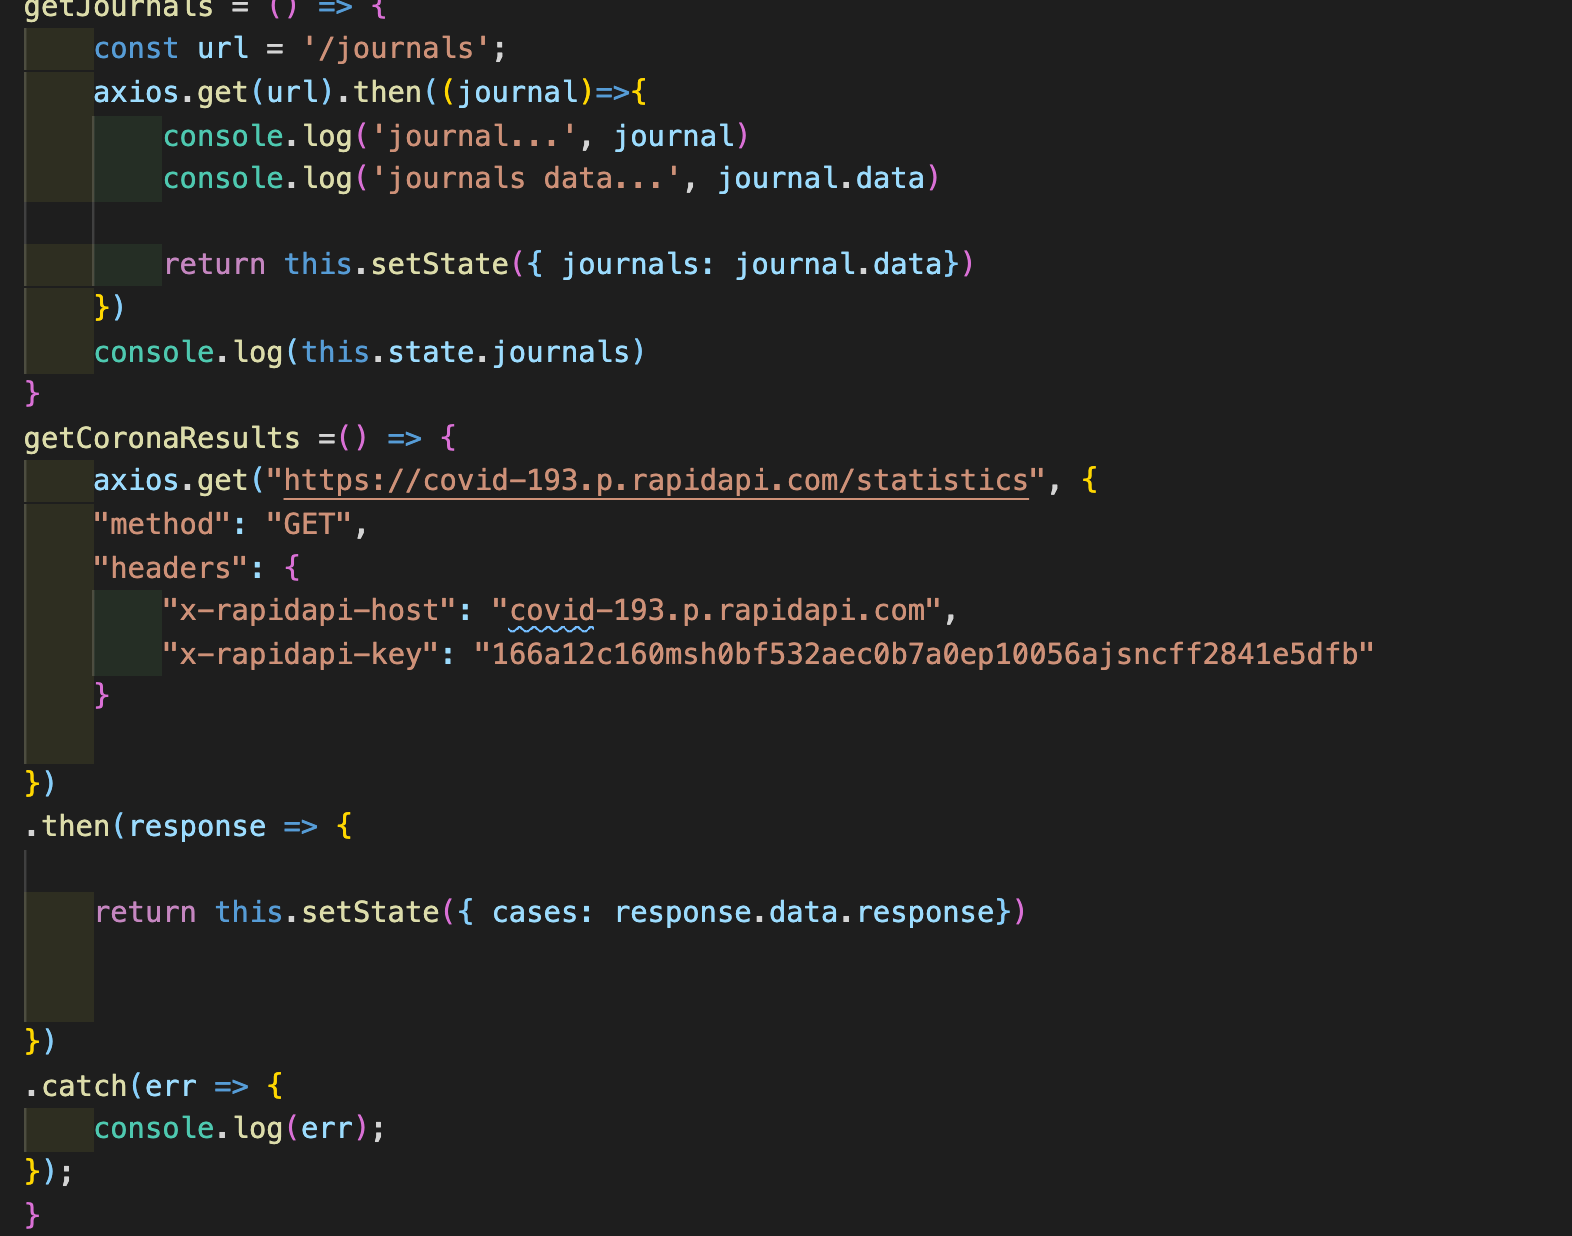 getJournals = () => {
const url = '/journals';
axios.get(url).then((journal)=>{
console.log('journal...', journal)
console.log('journals data...', journal.data)
return this.setState({ journals: journal.data})
})
console.log(this.state.journals)
}
getCoronaResults =() => {
axios.get("https://covid-193.p.rapidapi.com/statistics", {
"method": "GET",
"headers": {
"x-rapidapi-host": "covid-193.p.rapidapi.com",
"x-rapidapi-key": "166a12c160msh0bf532aec0b7a0ep10056ajsncff2841e5dfb"
}
})
.then(response => {
return this.setState({ cases: response.data.response})
})
.catch(err => {
console.log(err);
});
}